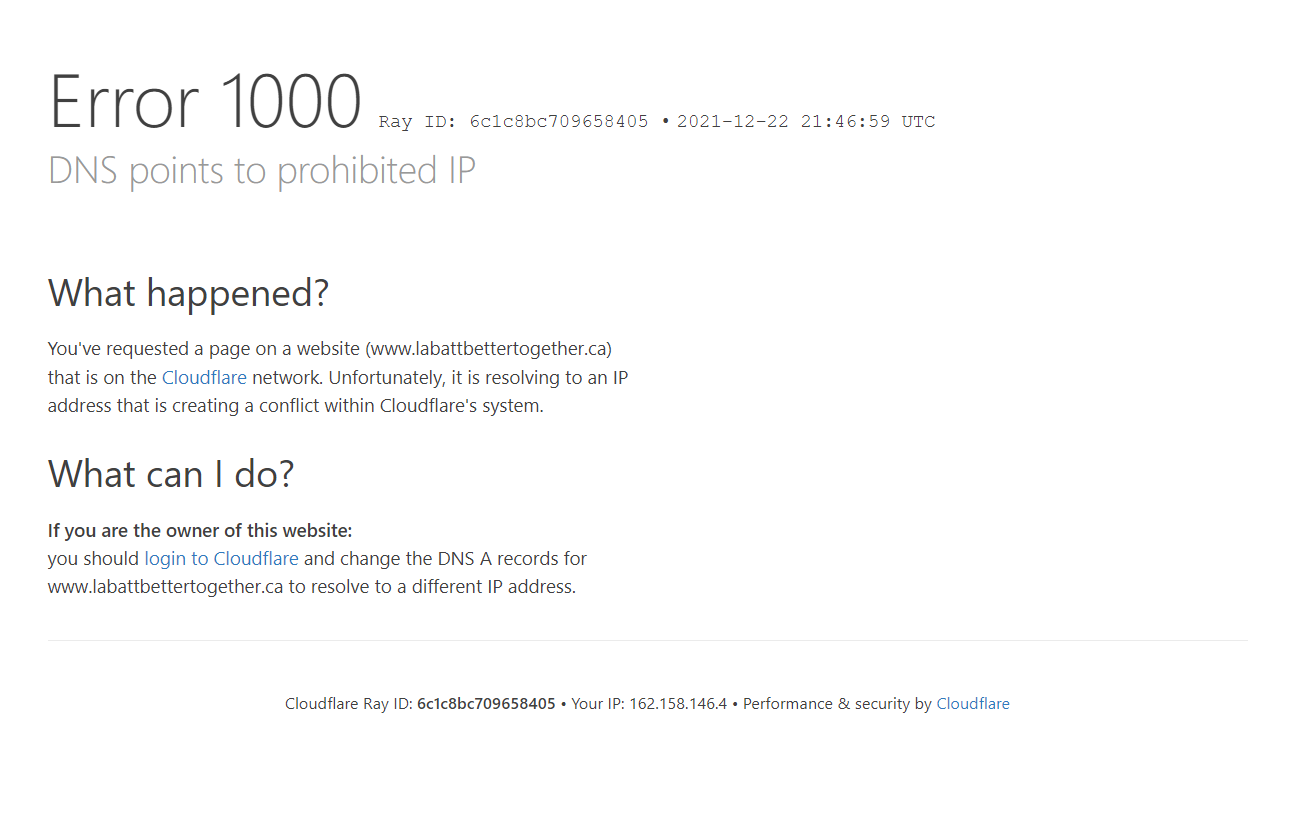 Error 1000 Ray ID: 6c1c8bc709658405 • 2021-12-22 21:46:59 UTC
DNS points to prohibited IP
What happened?
You've requested a page on a website (www.labattbettertogether.ca)
that is on the Cloudflare network. Unfortunately, it is resolving to an IP
address that is creating a conflict within Cloudflare's system.
What can I do?
If you are the owner of this website:
you should login to Cloudflare and change the DNS A records for
www.labattbettertogether.ca to resolve to a different IP address.
Cloudflare Ray ID: 6c1c8bc709658405 • Your IP: 162.158.146.4 • Performance & security by Cloudflare